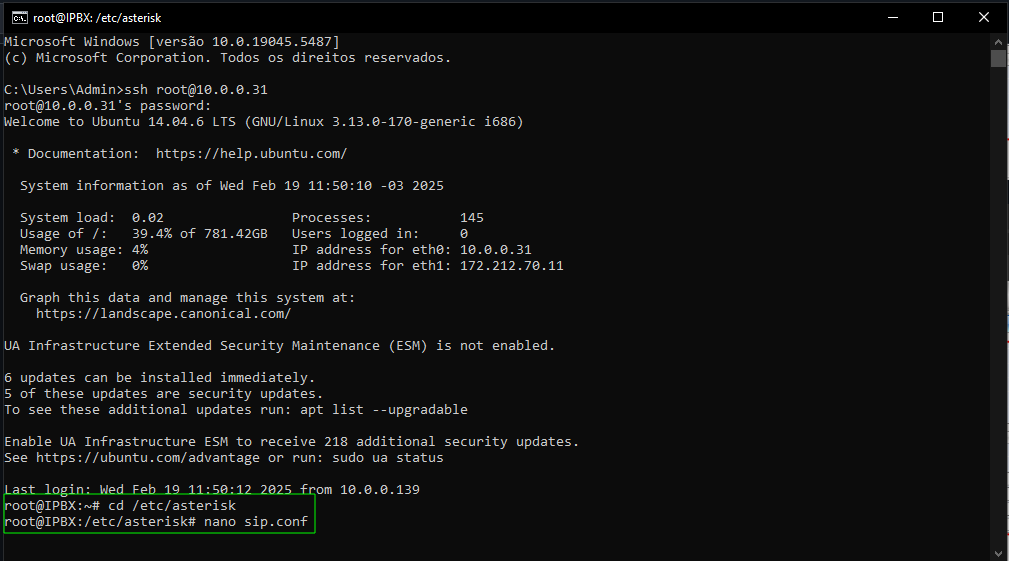 root@IPBX: /etc/asterisk
Microsoft Windows [versão 10.0.19045.5487]
(c) Microsoft Corporation. Todos os direitos reservados.
C:\Users\Admin>ssh root@10.0.0.31
root@10.0.0.31's password:
Welcome to Ubuntu 14.04.6 LTS (GNU/Linux 3.13.0-170-generic i686)
* Documentation:  https://help.ubuntu.com/
System information as of Wed Feb 19 11:50:10 -03 2025
System load:  0.02                Processes:           145
Usage of /:   39.4% of 781.42GB   Users logged in:     0
Memory usage: 4%                  IP address for eth0: 10.0.0.31
Swap usage:   0%                  IP address for eth1: 172.212.70.11
Graph this data and manage this system at:
https://landscape.canonical.com/
UA Infrastructure Extended Security Maintenance (ESM) is not enabled.
6 updates can be installed immediately.
5 of these updates are security updates.
To see these additional updates run: apt list --upgradable
Enable UA Infrastructure ESM to receive 218 additional security updates.
See https://ubuntu.com/advantage or run: sudo ua status
Last login: Wed Feb 19 11:50:12 2025 from 10.0.0.139
root@IPBX:~# cd /etc/asterisk
root@IPBX:/etc/asterisk# nano sip.conf